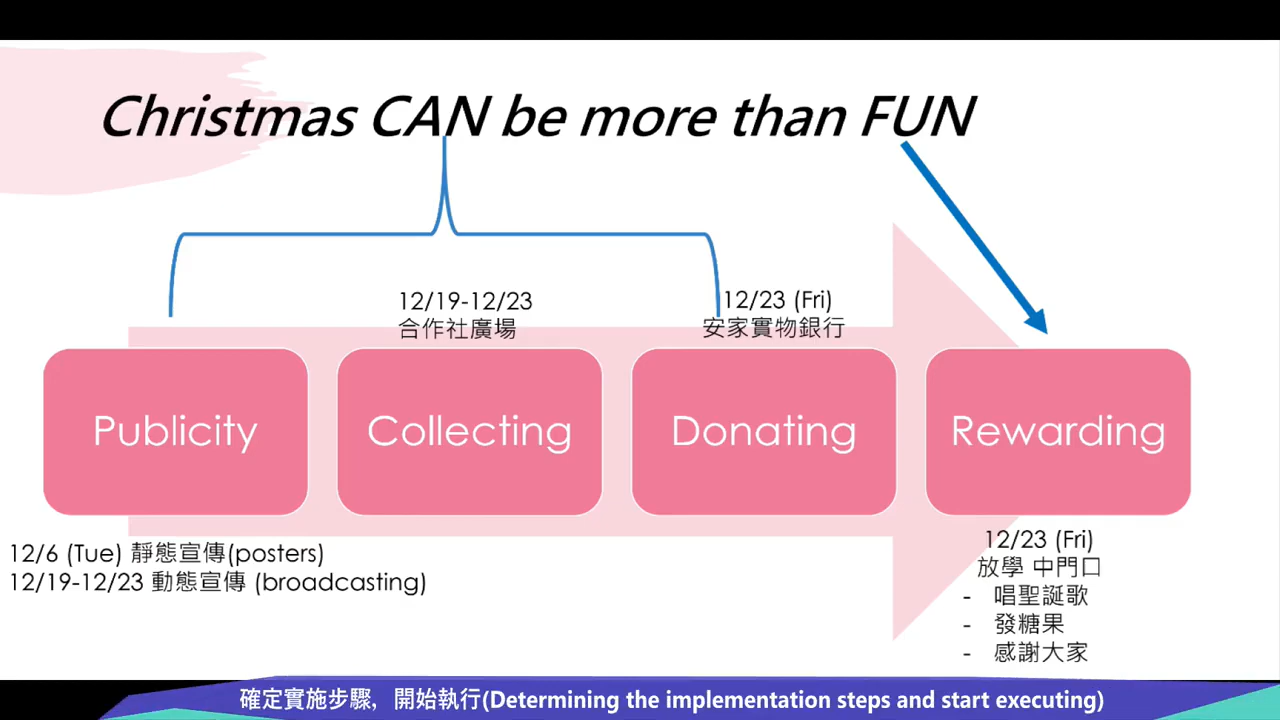 Christmas CAN be more than FUN
12/19-12/23
合作社廣場
12/23 (Fri)
安家實物銀行
Publicity
Collecting
Donating
Rewarding
12/6 (Tue) 靜態宣傳(posters)
12/19-12/23 動態宣傳 (broadcasting)
12/23 (Fri)
放學 中門口
- 唱聖誕歌
- 發糖果
- 感謝大家
確定實施步驟，開始執行(Determining the implementation steps and start executing)